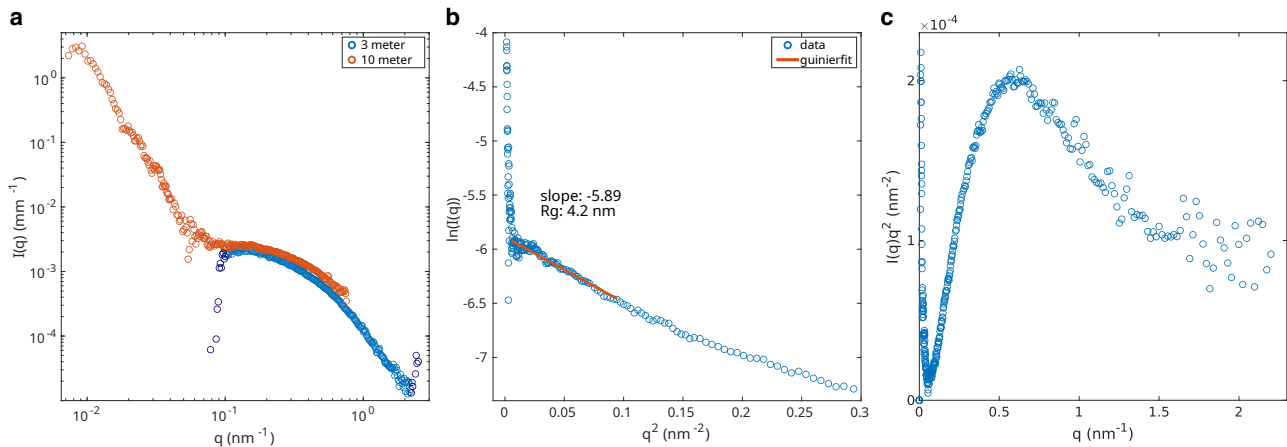 a
3 meter
10 meter
10^0
10^-1
10^-2
10^-3
10^-4
I(q) (mm^-1)
10^-2
10^-1
10^0
q (nm^-1)
b
-4
-4.5
-5
-5.5
-6
-6.5
-7
ln(I(q))
data
guinierfit
slope: -5.89
Rg: 4.2 nm
0
0.05
0.1
0.15
0.2
0.25
0.3
q^2 (nm^-2)
c
×10^-4
2
1
0
I(q)q^2 (nm^-2)
0
0.5
1
1.5
2
q (nm^-1)